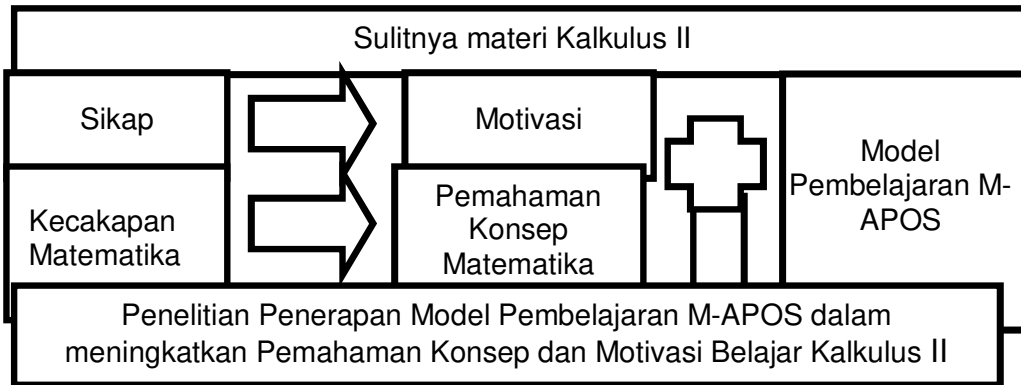 Sulitnya materi Kalkulus II
Sikap
Motivasi
Model
Pembelajaran M-
APOS
Kecakapan
Matematika
Pemahaman
Konsep
Matematika
Penelitian Penerapan Model Pembelajaran M-APOS dalam
meningkatkan Pemahaman Konsep dan Motivasi Belajar Kalkulus II